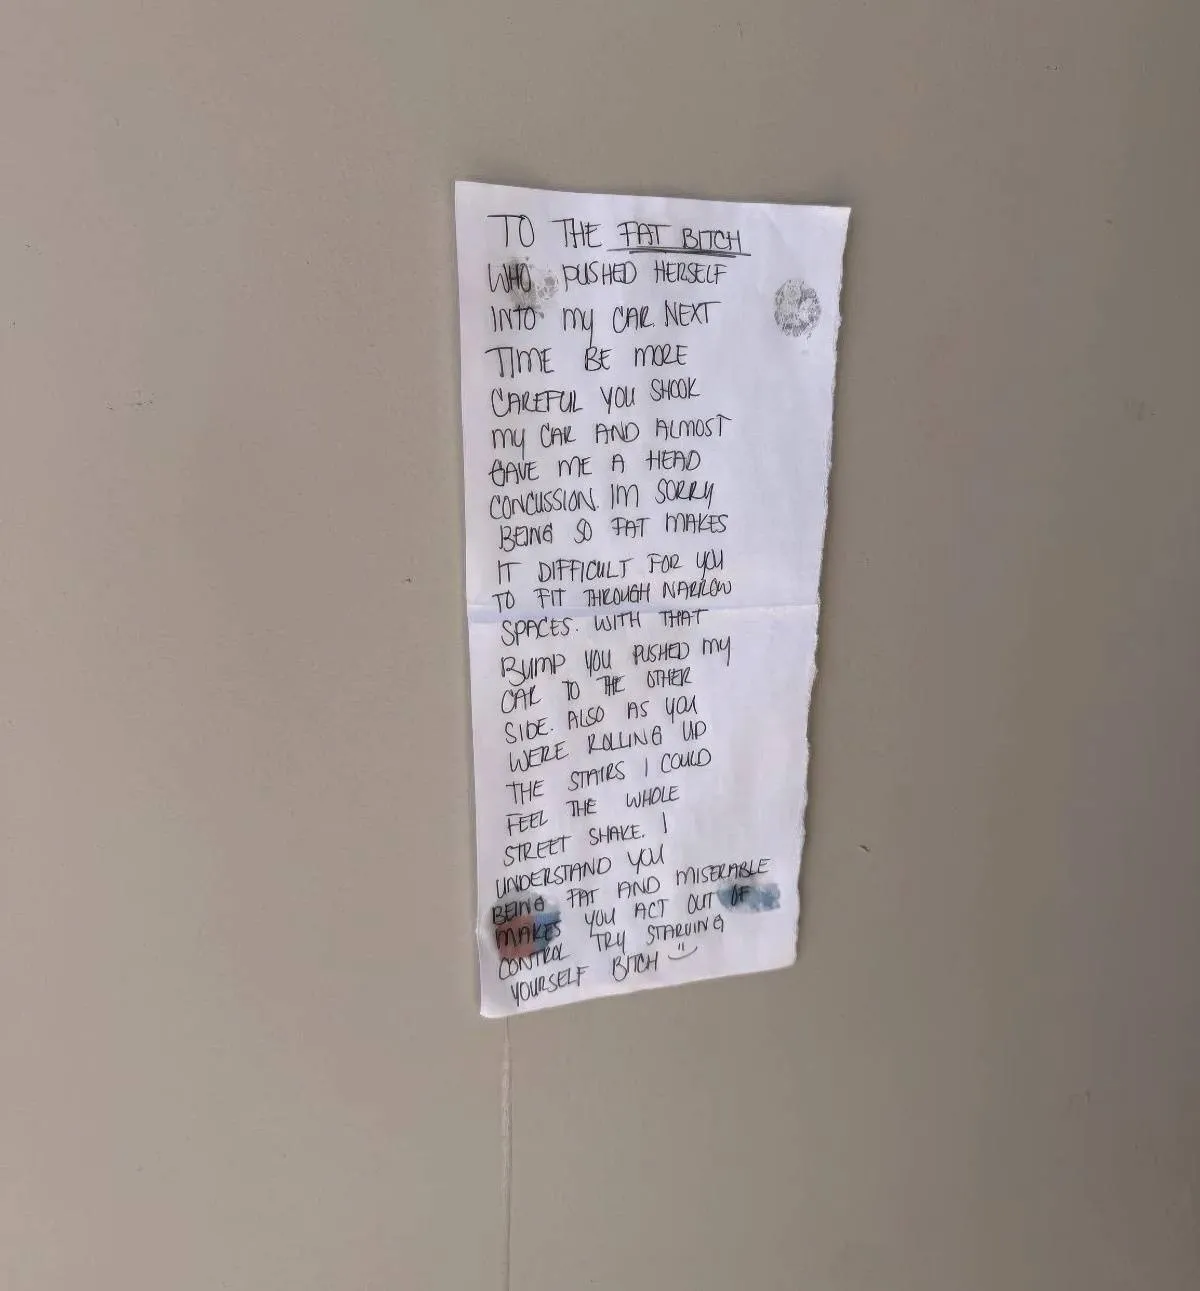 TO THE FAT BITCH
WHO PUSHED HERSELF
INTO MY CAR. NEXT
TIME BE MORE
CAREFUL YOU SHOOK
MY CAR AND ALMOST
GAVE ME A HEAD
CONCUSSION. IM SORRY
BEING SO FAT MAKES
IT DIFFICULT FOR YOU
TO FIT THROUGH NARROW
SPACES. WITH THAT
BUMP YOU PUSHED MY
CAR TO THE OTHER
SIDE. ALSO AS YOU
WERE ROLLING UP
THE STAIRS I COULD
FEEL THE WHOLE
STREET SHAKE. I
UNDERSTAND YOU
BEING FAT AND MISERABLE
MAKES YOU ACT OUT OF
CONTROL TRY STARVING
YOURSELF BITCH